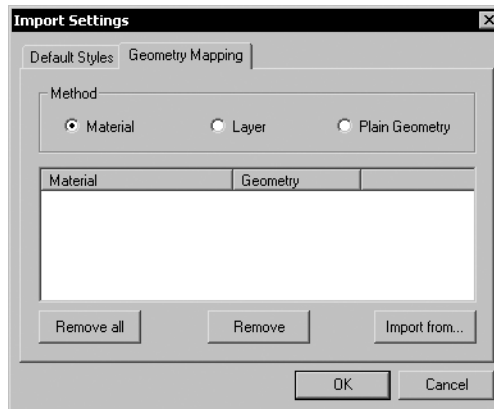 Import Settings
Default Styles Geometry Mapping
Method
Material Layer Plain Geometry
Material Geometry
Remove all Remove Import from...
OK Cancel